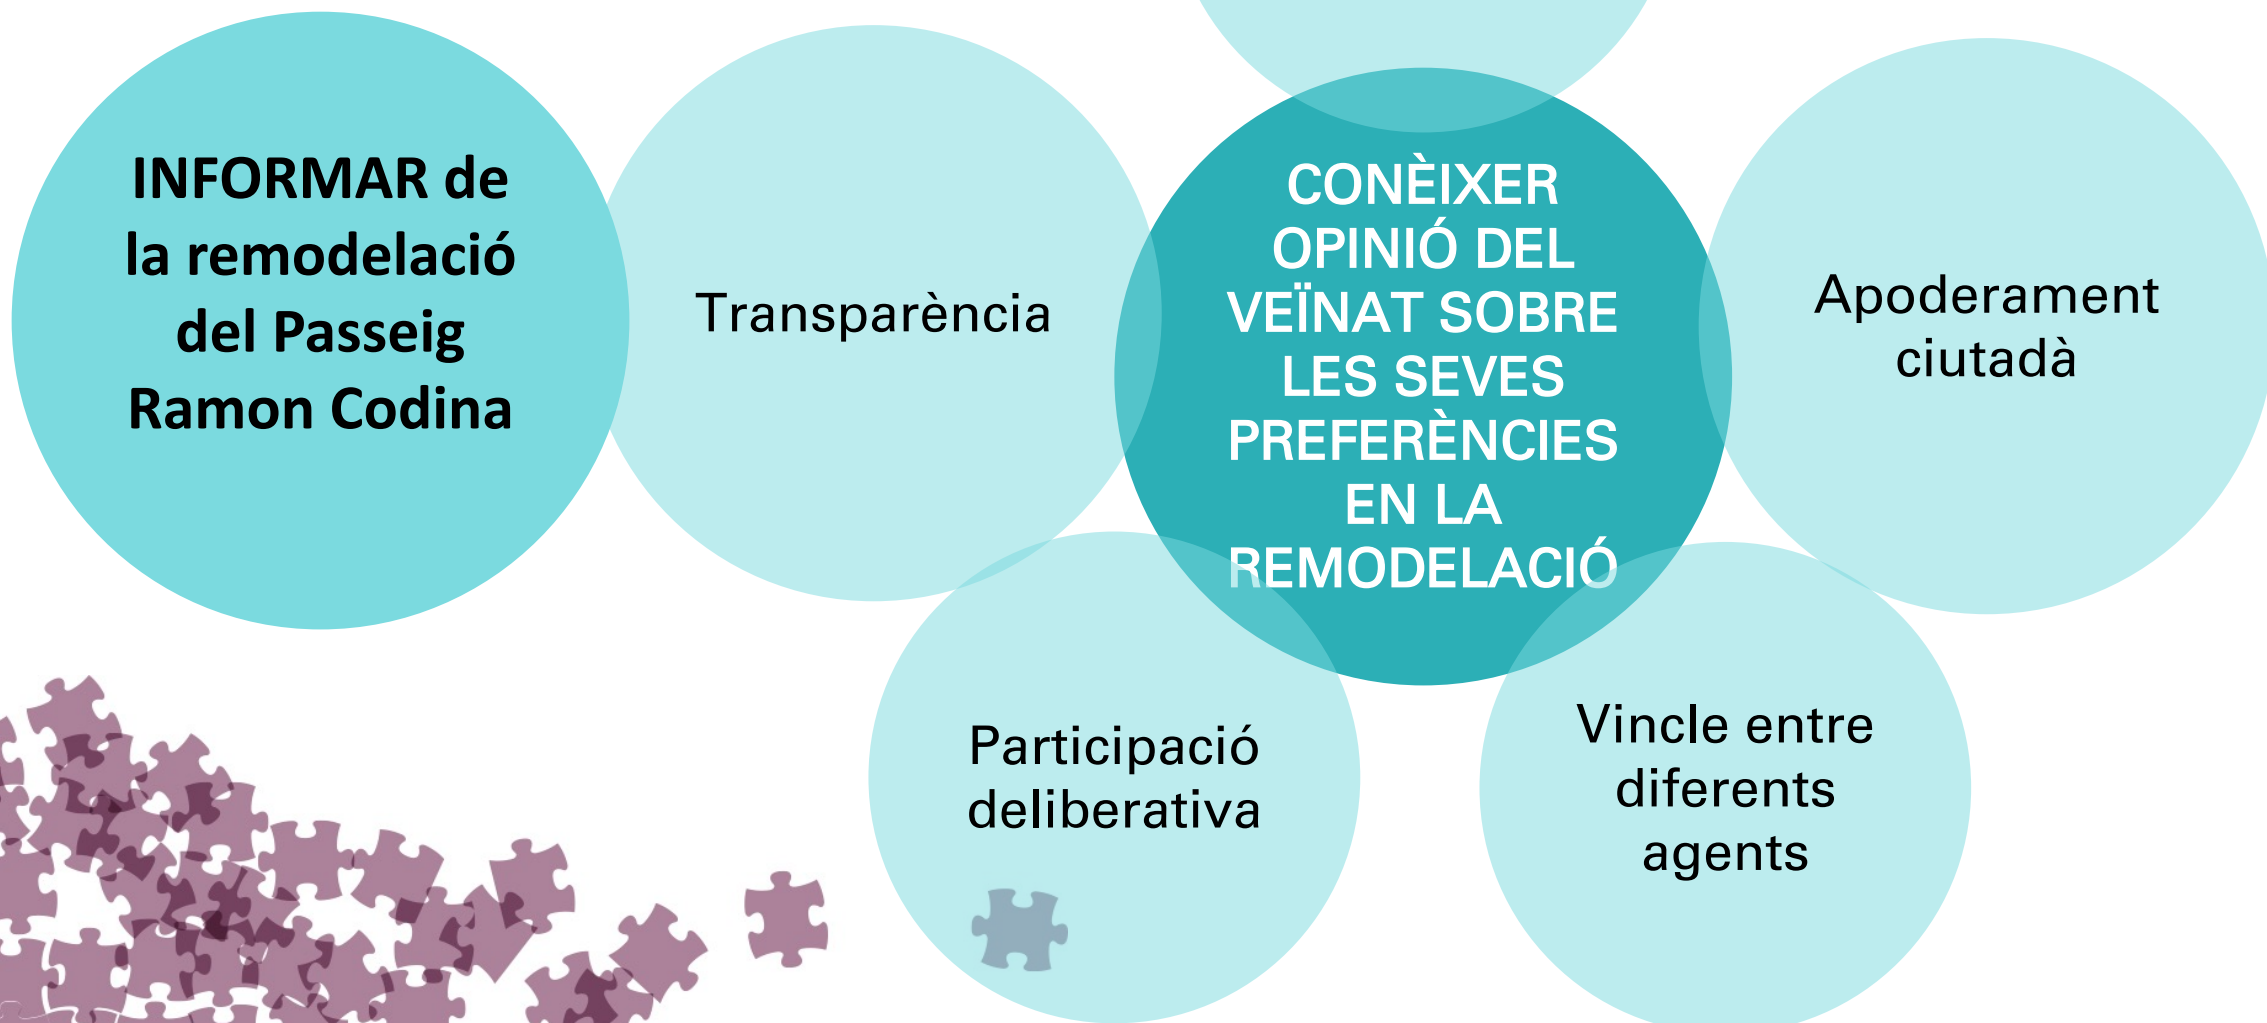 INFORMAR de
la remodelació
del Passeig
Ramon Codina
Transparència
CONÈIXER
OPINIÓ DEL
VEÏNAT SOBRE
LES SEVES
PREFERÈNCIES
EN LA
REMODELACIÓ
Apoderament
ciutadà
Participació
deliberativa
Vincle entre
diferents
agents